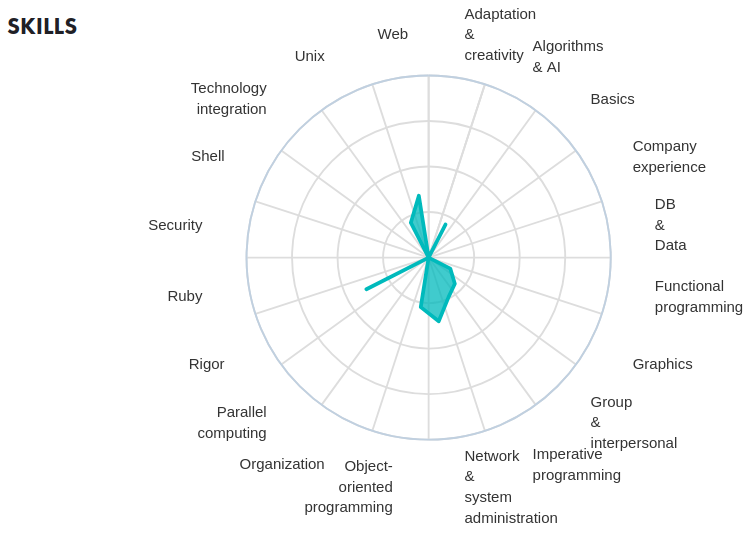 SKILLS
Adaptation
&
creativity
Algorithms
& AI
Basics
Company
experience
DB
&
Data
Functional
programming
Graphics
Group
&
interpersonal
Imperative
programming
Network
&
system
administration
Object-
oriented
programming
Organization
Parallel
computing
Rigor
Ruby
Security
Shell
Technology
integration
Unix
Web